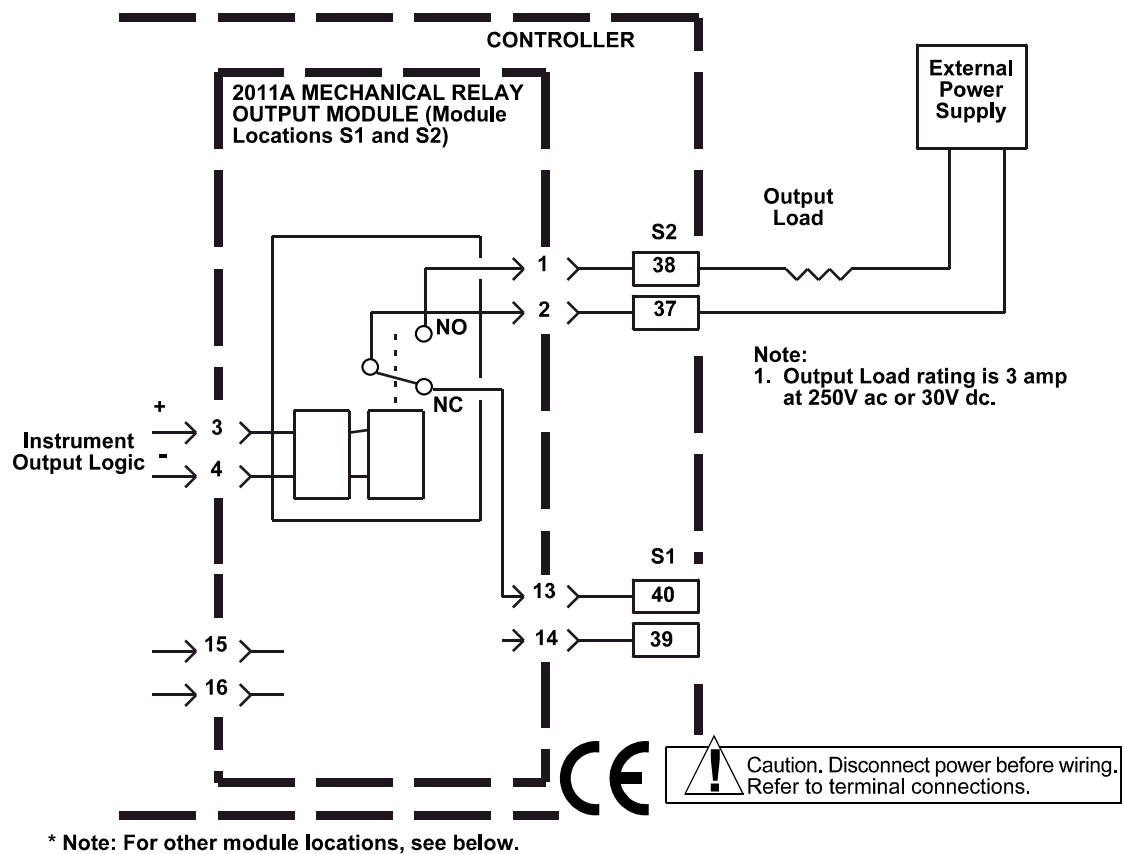 CONTROLLER
2011A MECHANICAL RELAY
OUTPUT MODULE (Module
Locations S1 and S2)
External
Power
Supply
Output
Load
S2
1
38
2
37
NO
NC
Note:
1. Output Load rating is 3 amp
at 250V ac or 30V dc.
+
3
Instrument
Output Logic
-
4
S1
13
40
14
39
15
16
CE
!
Caution. Disconnect power before wiring.
Refer to terminal connections.
* Note: For other module locations, see below.